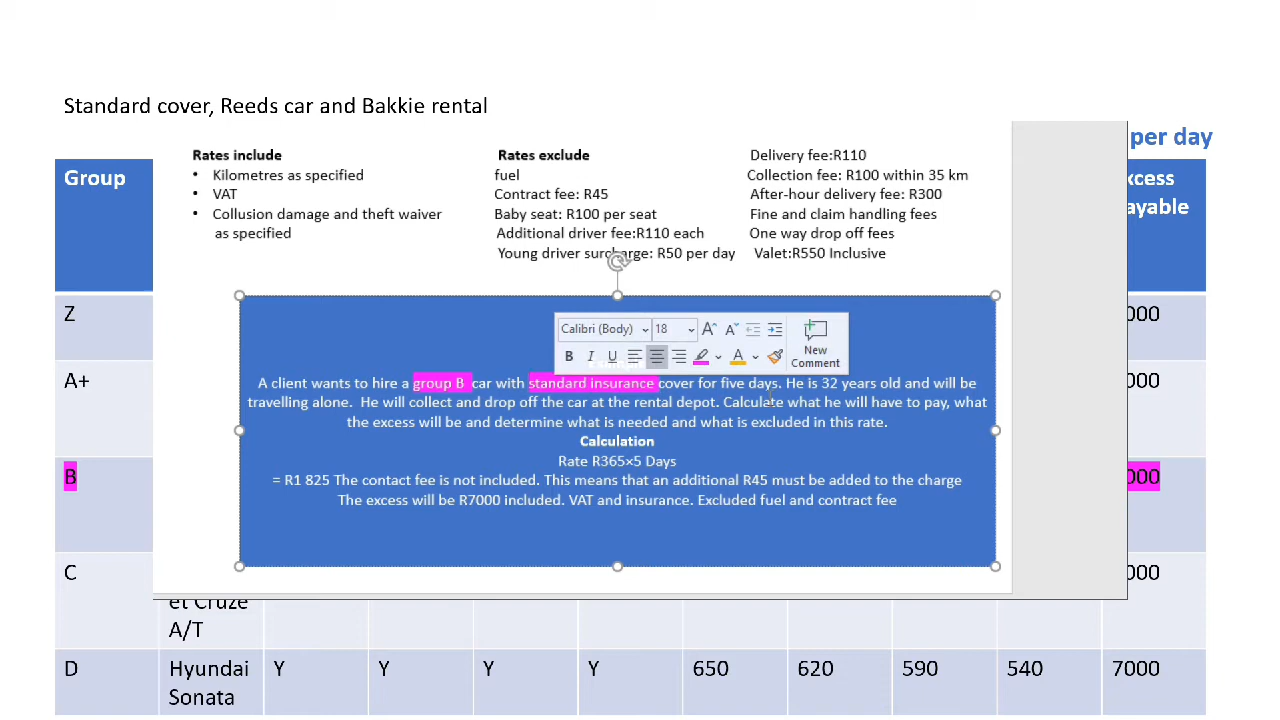 Standard cover, Reeds car and Bakkie rental
per day
Group
xcess
ayable
Rates include
• Kilometres as specified
• VAT
• Collusion damage and theft waiver
as specified
Rates exclude
fuel
Contract fee: R45
Baby seat: R100 per seat
Additional driver fee:R110 each
Young driver surcharge: R50 per day
Delivery fee:R110
Collection fee: R100 within 35 km
After-hour delivery fee: R300
Fine and claim handling fees
One way drop off fees
Valet:R550 Inclusive
Z
000
A+
000
B
000
C
000
Calibri (Body) 18 A A
B I U A
New
Comment
A client wants to hire a group B car with standard insurance cover for five days. He is 32 years old and will be
travelling alone. He will collect and drop off the car at the rental depot. Calculate what he will have to pay, what
the excess will be and determine what is needed and what is excluded in this rate.
Calculation
Rate R365×5 Days
= R1 825 The contact fee is not included. This means that an additional R45 must be added to the charge
The excess will be R7000 included. VAT and insurance. Excluded fuel and contract fee
et Cruze
A/T
D Hyundai Y Y Y Y 650 620 590 540 7000
Sonata